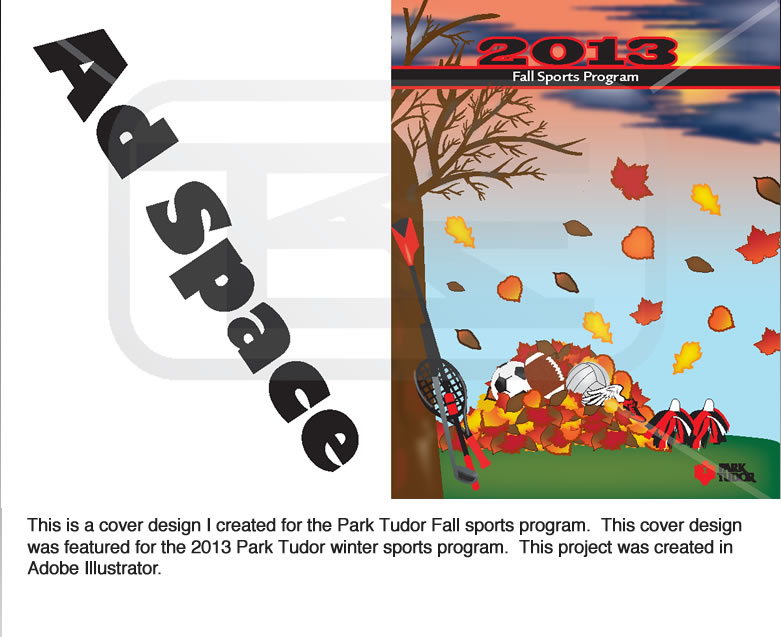 Ad Space
2013
Fall Sports Program
PARK
TUDOR
This is a cover design I created for the Park Tudor Fall sports program.  This cover design
was featured for the 2013 Park Tudor winter sports program.  This project was created in
Adobe Illustrator.